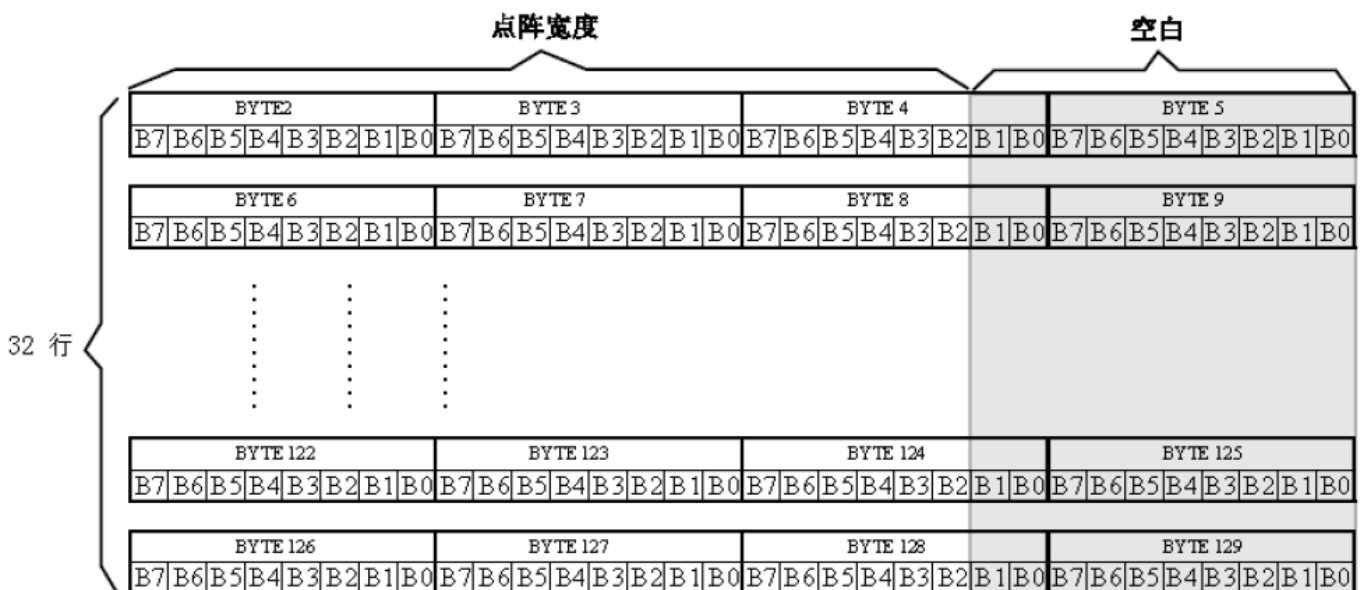 点阵宽度 空白
BYTE2 BYTE 3 BYTE 4 BYTE 5
B7 B6 B5 B4 B3 B2 B1 B0 B7 B6 B5 B4 B3 B2 B1 B0 B7 B6 B5 B4 B3 B2 B1 B0 B7 B6 B5 B4 B3 B2 B1 B0
BYTE 6 BYTE 7 BYTE 8 BYTE 9
B7 B6 B5 B4 B3 B2 B1 B0 B7 B6 B5 B4 B3 B2 B1 B0 B7 B6 B5 B4 B3 B2 B1 B0 B7 B6 B5 B4 B3 B2 B1 B0
32 行
BYTE 122 BYTE 123 BYTE 124 BYTE 125
B7 B6 B5 B4 B3 B2 B1 B0 B7 B6 B5 B4 B3 B2 B1 B0 B7 B6 B5 B4 B3 B2 B1 B0 B7 B6 B5 B4 B3 B2 B1 B0
BYTE 126 BYTE 127 BYTE 128 BYTE 129
B7 B6 B5 B4 B3 B2 B1 B0 B7 B6 B5 B4 B3 B2 B1 B0 B7 B6 B5 B4 B3 B2 B1 B0 B7 B6 B5 B4 B3 B2 B1 B0